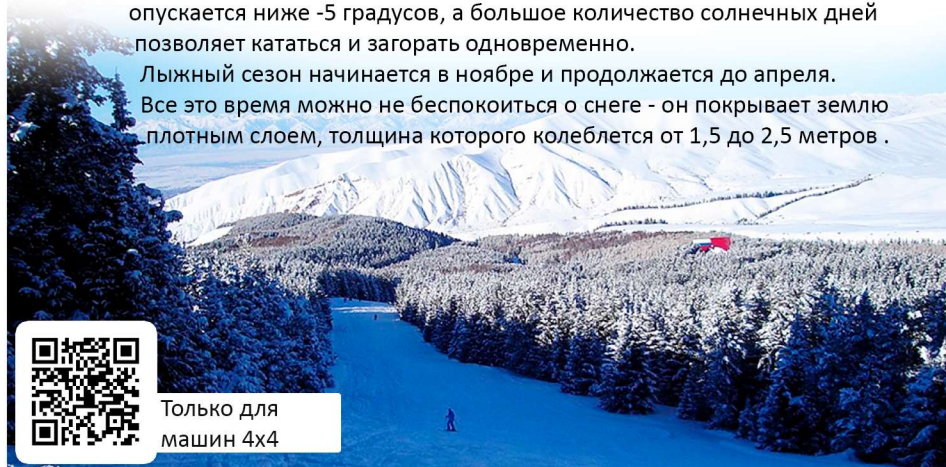 опускается ниже -5 градусов, а большое количество солнечных дней
позволяет кататься и загорать одновременно.
Лыжный сезон начинается в ноябре и продолжается до апреля.
Все это время можно не беспокоиться о снеге - он покрывает землю
плотным слоем, толщина которого колеблется от 1,5 до 2,5 метров .
Только для
машин 4х4